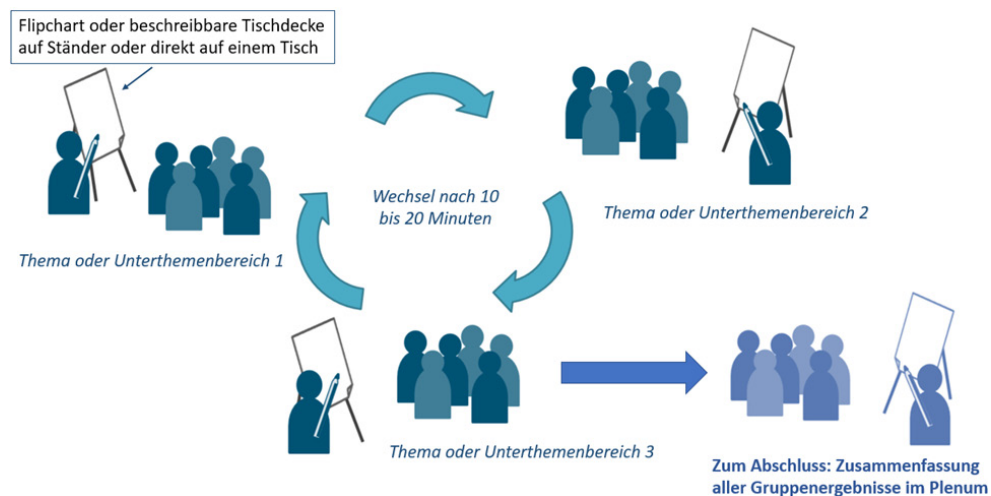 Flipchart oder beschreibbare Tischdecke
auf Ständer oder direkt auf einem Tisch
Wechsel nach 10
bis 20 Minuten
Thema oder Unterthemenbereich 1
Thema oder Unterthemenbereich 2
Thema oder Unterthemenbereich 3
Zum Abschluss: Zusammenfassung
aller Gruppenergebnisse im Plenum